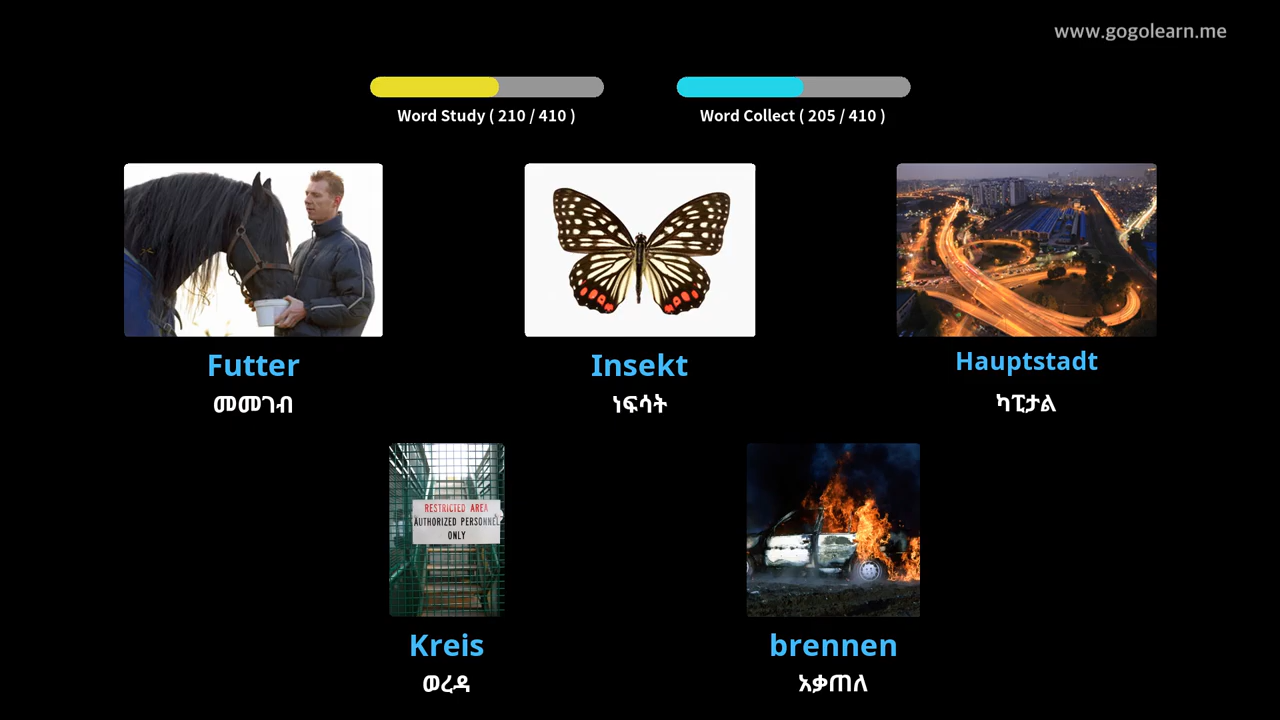 www.gogolearn.me
Word Study ( 210 / 410 )
Word Collect ( 205 / 410 )
Futter
Insekt
Hauptstadt
መመገብ
ነፍሳት
ካፒታል
RESTRICTED AREA
AUTHORIZED PERSONNEL
ONLY
Kreis
brennen
ወረዳ
አቃጠለ